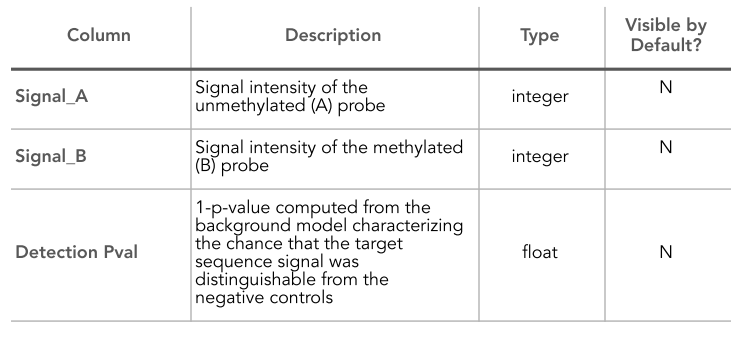 Column Description Type Visible by
Default?
Signal_A Signal intensity of the
unmethylated (A) probe integer N
Signal_B Signal intensity of the methylated
(B) probe integer N
Detection Pval 1-p-value computed from the
background model characterizing
the chance that the target
sequence signal was
distinguishable from the
negative controls float N